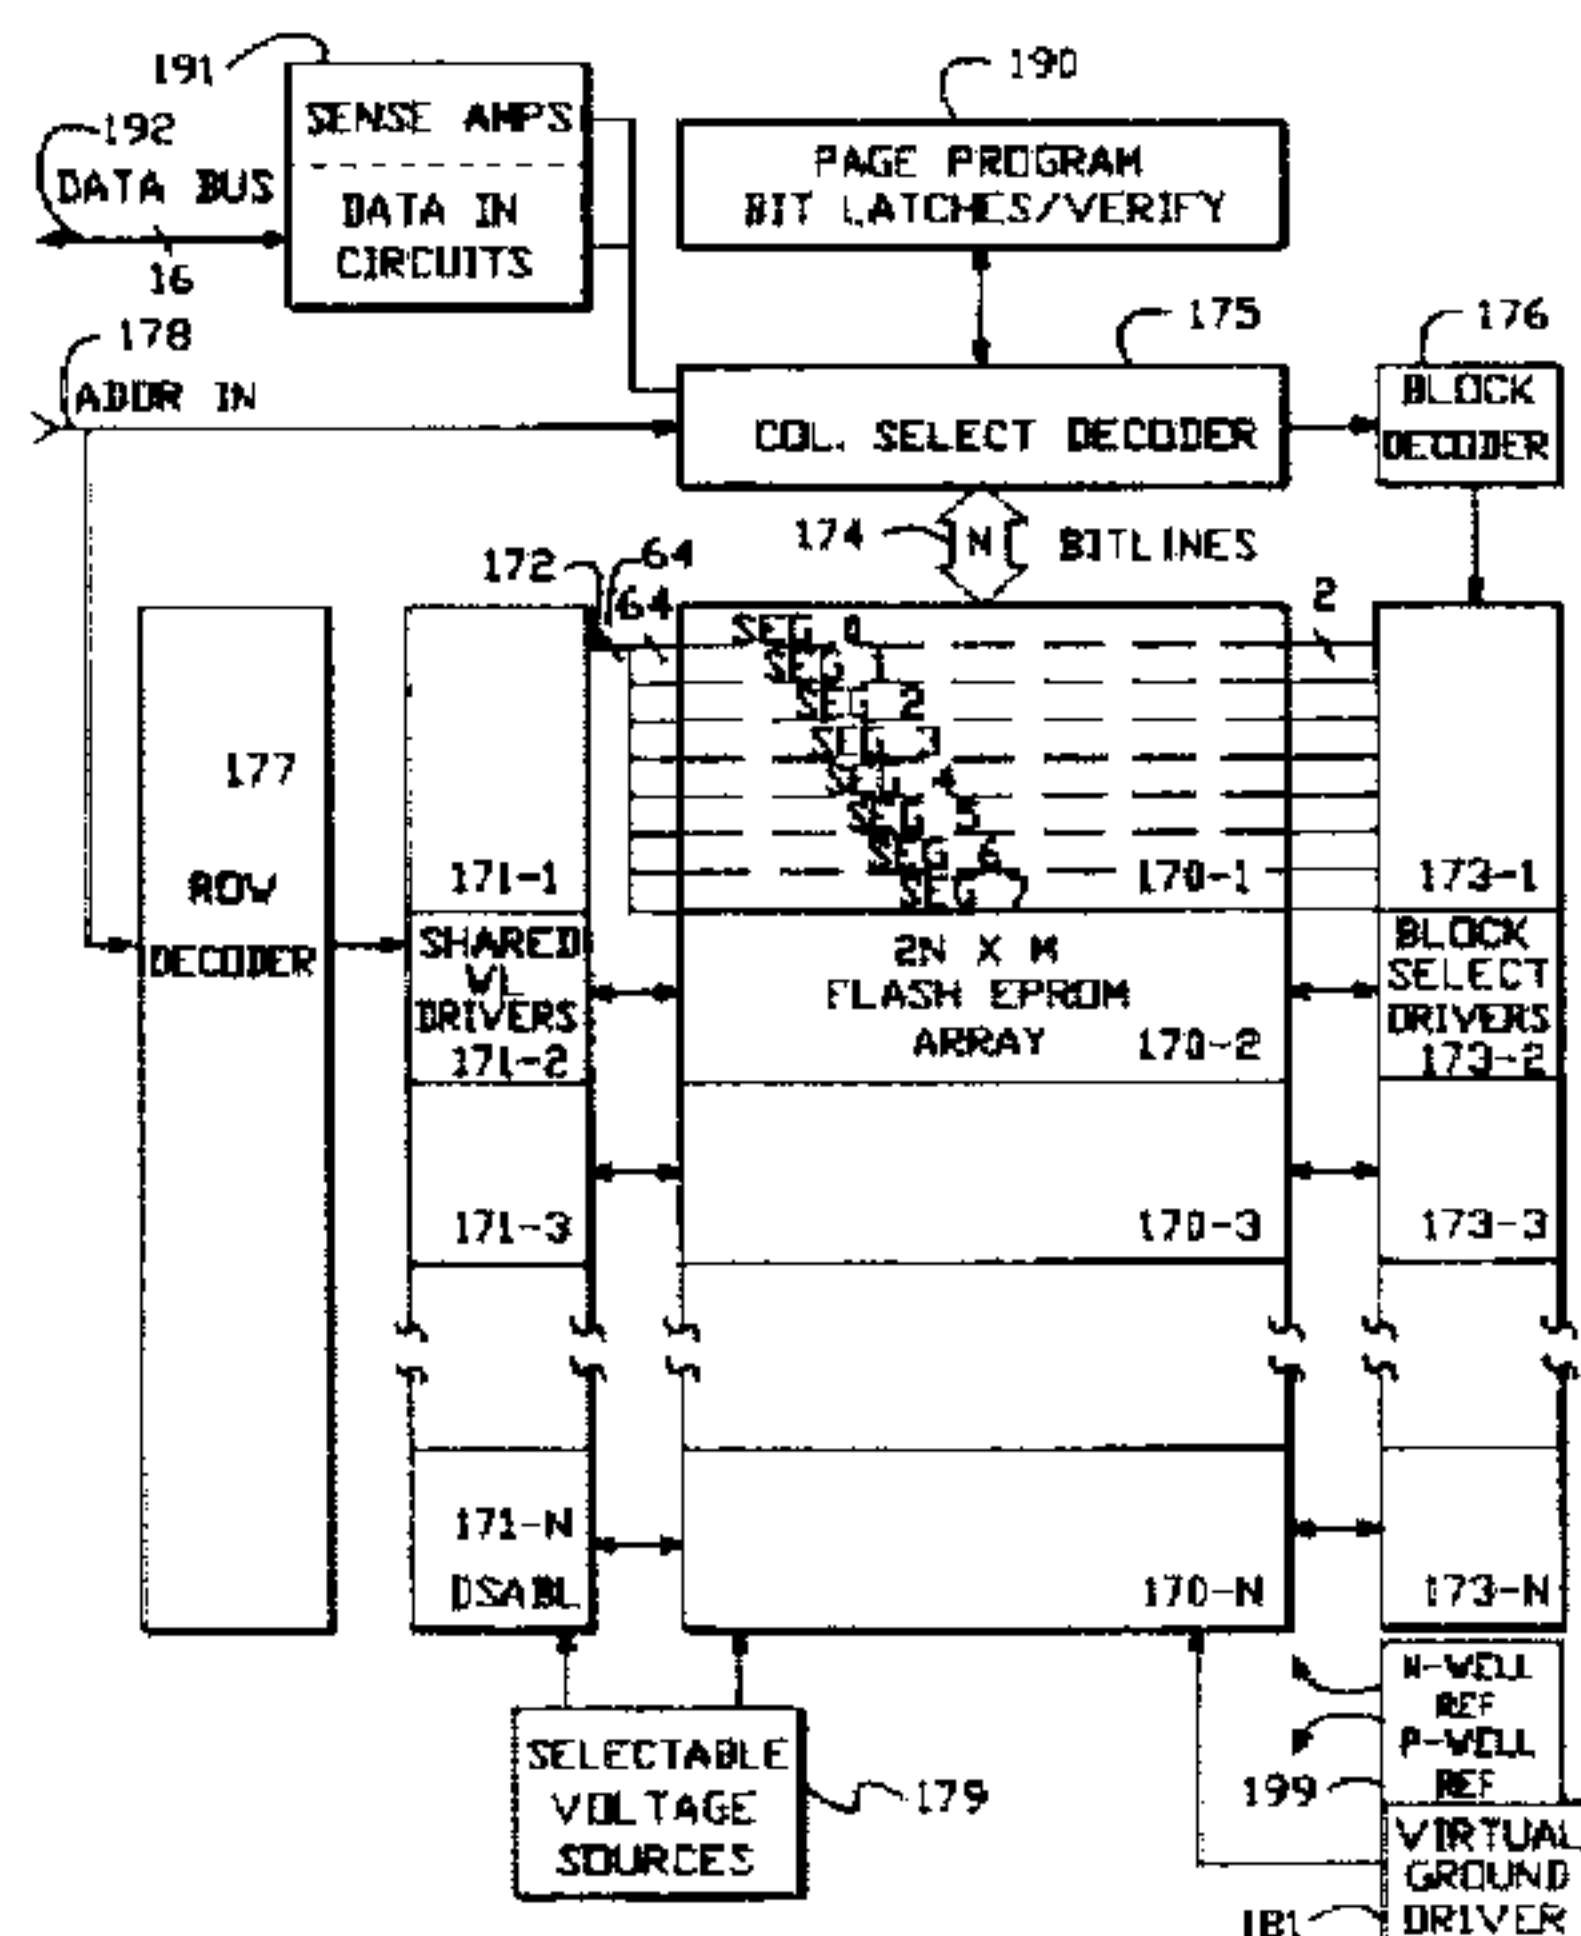 191
SENSE AMPS
DATA IN
CIRCUITS
190
PAGE PROGRAM
BIT LATCHES/VERIFY
192
DATA BUS
16
178
ADDR IN
175
COL. SELECT DECODER
176
BLOCK
DECODER
174
N
BITLINES
172
64
64
2
SEG 0
SEG 1
SEG 2
SEG 3
SEG 4
SEG 5
SEG 6
SEG 7
177
ROW
DECODER
171-1
170-1
173-1
SHARED
WL
DRIVERS
171-2
2N X M
FLASH EPROM
ARRAY
170-2
BLOCK
SELECT
DRIVERS
173-2
171-3
170-3
173-3
171-N
DSABL
170-N
173-N
SELECTABLE
VOLTAGE
SOURCES
179
N-WELL
REF
P-WELL
REF
199
VIRTUAL
GROUND
DRIVER
181